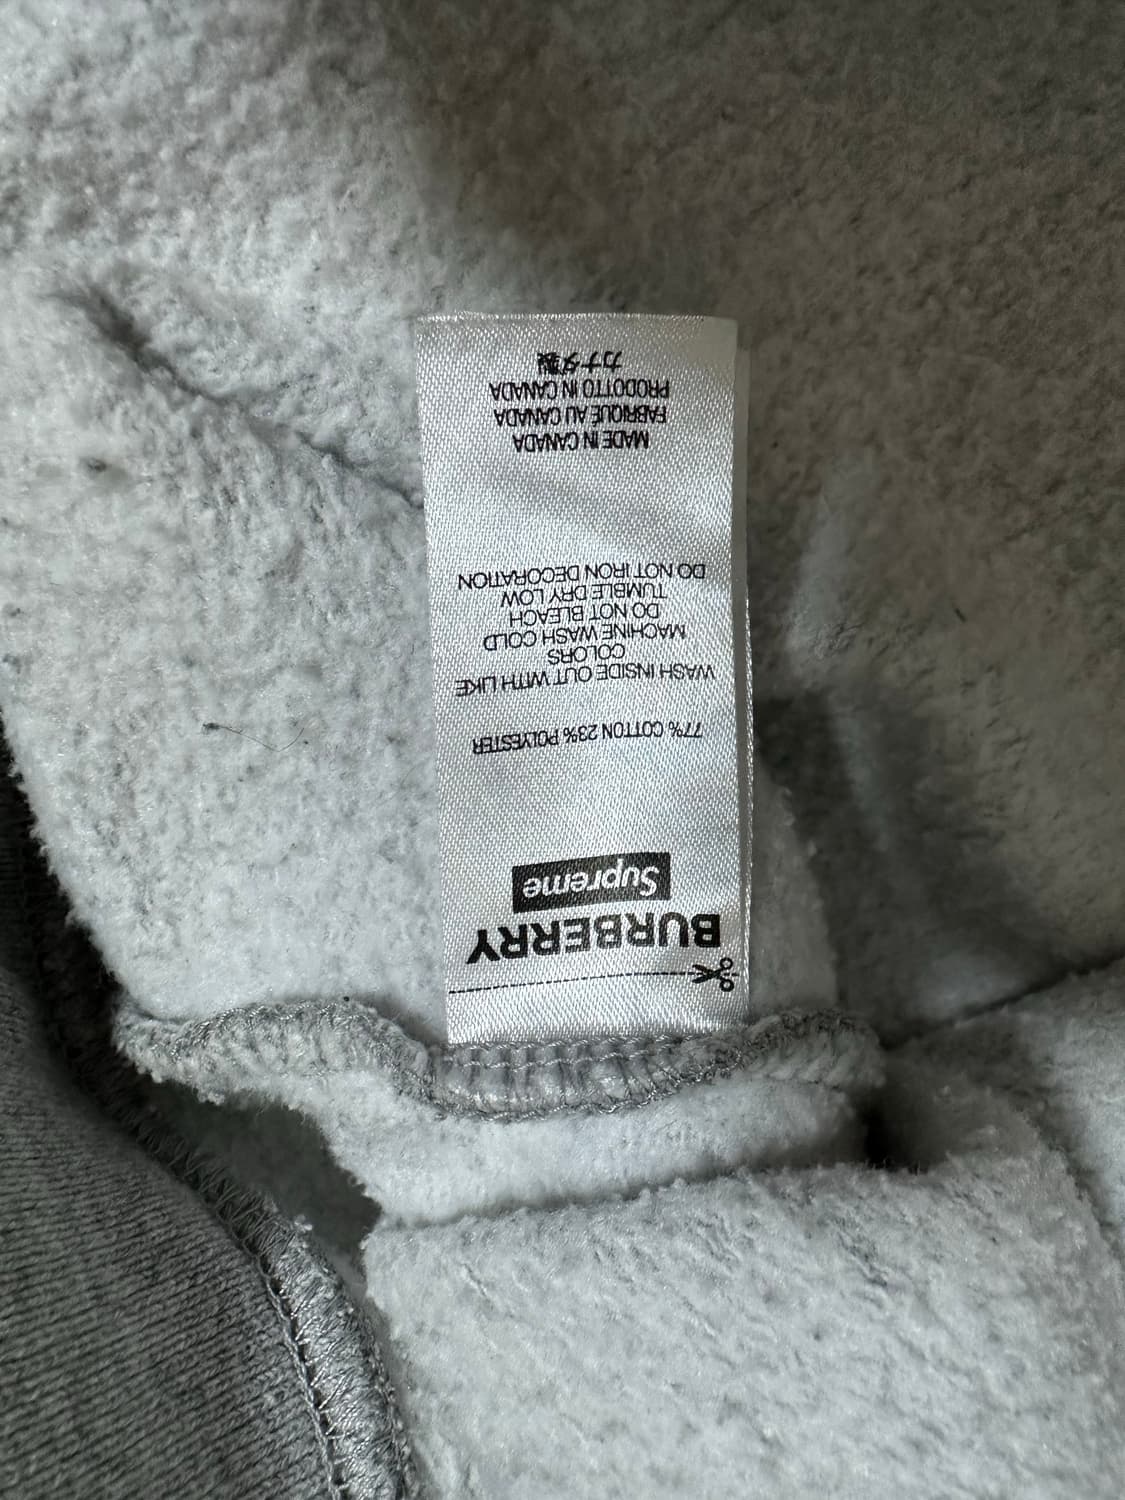 BURBERRY
Supreme
77% COTTON 23% POLYESTER
WASH INSIDE OUT WITH LIKE
COLORS
MACHINE WASH COLD
DO NOT BLEACH
TUMBLE DRY LOW
DO NOT IRON DECORATION
MADE IN CANADA
FABRIQUE AU CANADA
PRODOTTO IN CANADA
カナダ製